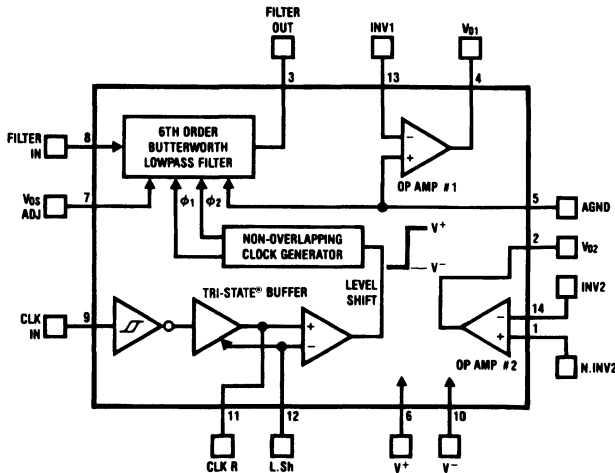 FILTER
OUT
INV1
VO1
3
13
4
FILTER
IN
8
6TH ORDER
BUTTERWORTH
LOWPASS FILTER
-
+
OP AMP #1
VOS
ADJ
7
ϕ1
ϕ2
5
AGND
NON-OVERLAPPING
CLOCK GENERATOR
V+
V-
2
VO2
LEVEL
SHIFT
TRI-STATE® BUFFER
INV2
CLK
IN
9
+
-
14
-
+
1
OP AMP #2
N.INV2
11
12
6
10
CLK R
L.Sh
V+
V-